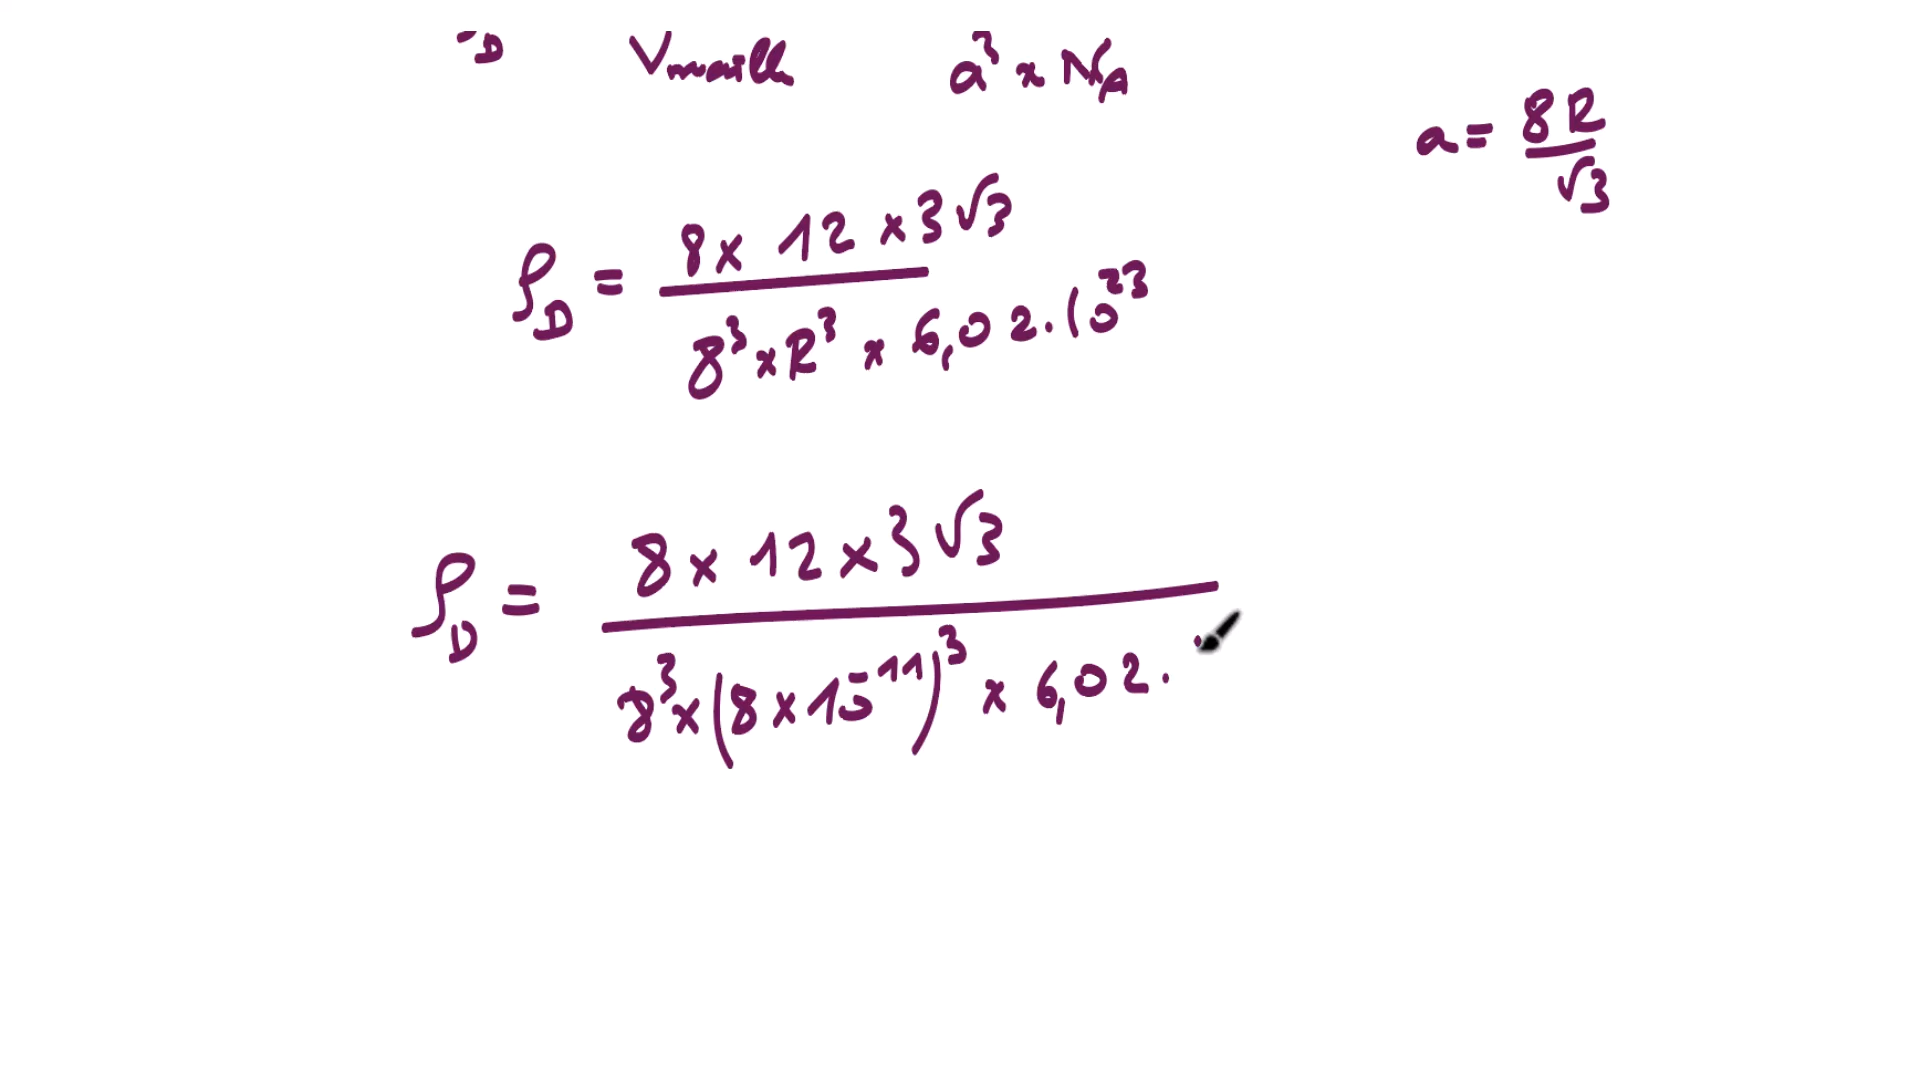 D Vmaille a³ x NA
a = 8R / √3
ρD = 8 x 12 x 3√3 / 8³ x R³ x 6,02 . 10²³
ρD = 8 x 12 x 3√3 / 8³ x (8 x 10⁻¹¹)³ x 6,02 .